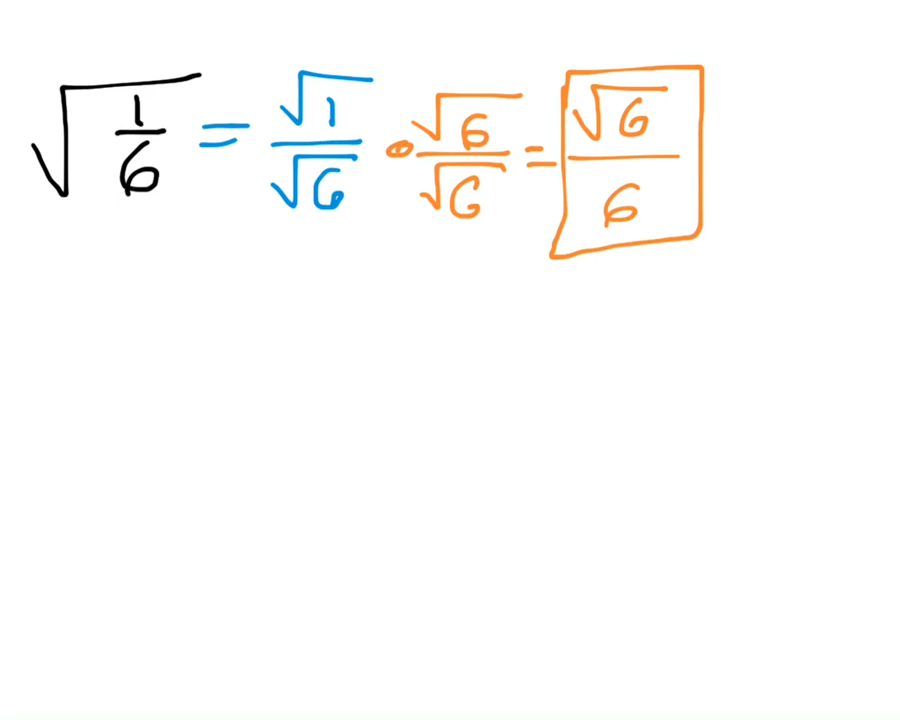 √(1/6) = √1/√6 · √6/√6 = √6/6